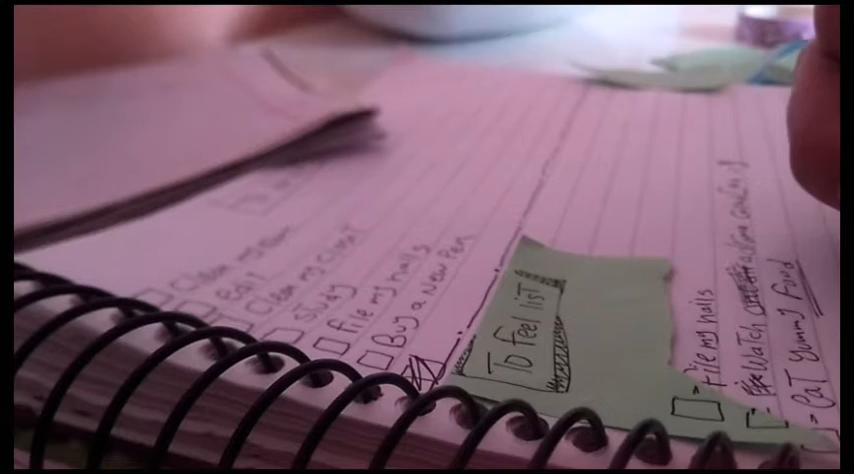 Clean my room
Edit
Clean my closet
Study
File my nails
Buy a New Pen
To feel list
= File my nails
= Watch
= EaT yummy Food